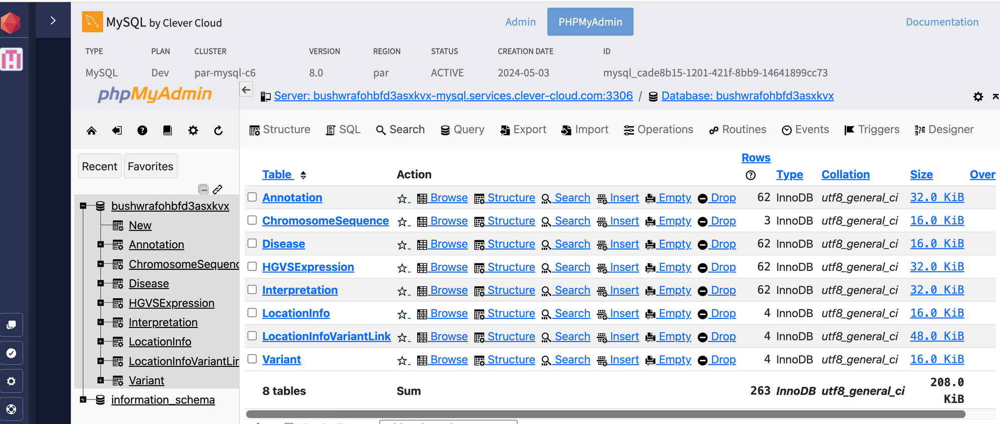 MySQL by Clever Cloud
Admin
PHPMyAdmin
Documentation
TYPE PLAN CLUSTER VERSION REGION STATUS CREATION DATE ID
MySQL Dev par-mysql-c6 8.0 par ACTIVE 2024-05-03 mysql_cade8b15-1201-421f-8bb9-14641899cc73
phpMyAdmin
Server: bushwrafohbfd3asxkvx-mysql.services.clever-cloud.com:3306 / Database: bushwrafohbfd3asxkvx
Structure SQL Search Query Export Import Operations Routines Events Triggers Designer
Recent Favorites
bushwrafohbfd3asxkvx
New
Annotation
ChromosomeSequenc
Disease
HGVSExpression
Interpretation
LocationInfo
LocationInfoVariantLin
Variant
information_schema
Table Action Rows Type Collation Size Over
Annotation Browse Structure Search Insert Empty Drop 62 InnoDB utf8_general_ci 32.0 KiB
ChromosomeSequence Browse Structure Search Insert Empty Drop 3 InnoDB utf8_general_ci 16.0 KiB
Disease Browse Structure Search Insert Empty Drop 62 InnoDB utf8_general_ci 16.0 KiB
HGVSExpression Browse Structure Search Insert Empty Drop 62 InnoDB utf8_general_ci 32.0 KiB
Interpretation Browse Structure Search Insert Empty Drop 62 InnoDB utf8_general_ci 32.0 KiB
LocationInfo Browse Structure Search Insert Empty Drop 4 InnoDB utf8_general_ci 16.0 KiB
LocationInfoVariantLink Browse Structure Search Insert Empty Drop 4 InnoDB utf8_general_ci 48.0 KiB
Variant Browse Structure Search Insert Empty Drop 4 InnoDB utf8_general_ci 16.0 KiB
8 tables Sum 263 InnoDB utf8_general_ci 208.0 KiB